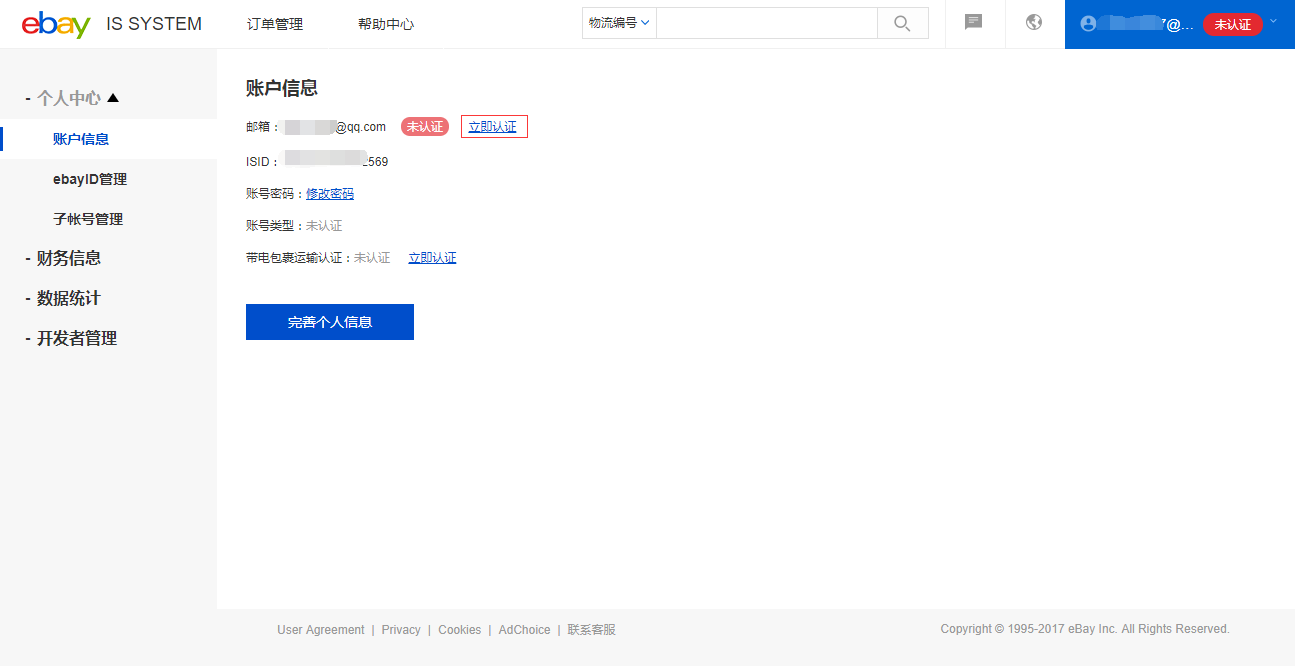 ebay IS SYSTEM 订单管理 帮助中心 物流编号 @... 未认证
- 个人中心
账户信息
ebayID管理
子帐号管理
- 财务信息
- 数据统计
- 开发者管理
账户信息
邮箱： @qq.com 未认证 立即认证
ISID： 569
账号密码：修改密码
账号类型：未认证
带电包裹运输认证：未认证 立即认证
完善个人信息
User Agreement | Privacy | Cookies | AdChoice | 联系客服
Copyright © 1995-2017 eBay Inc. All Rights Reserved.